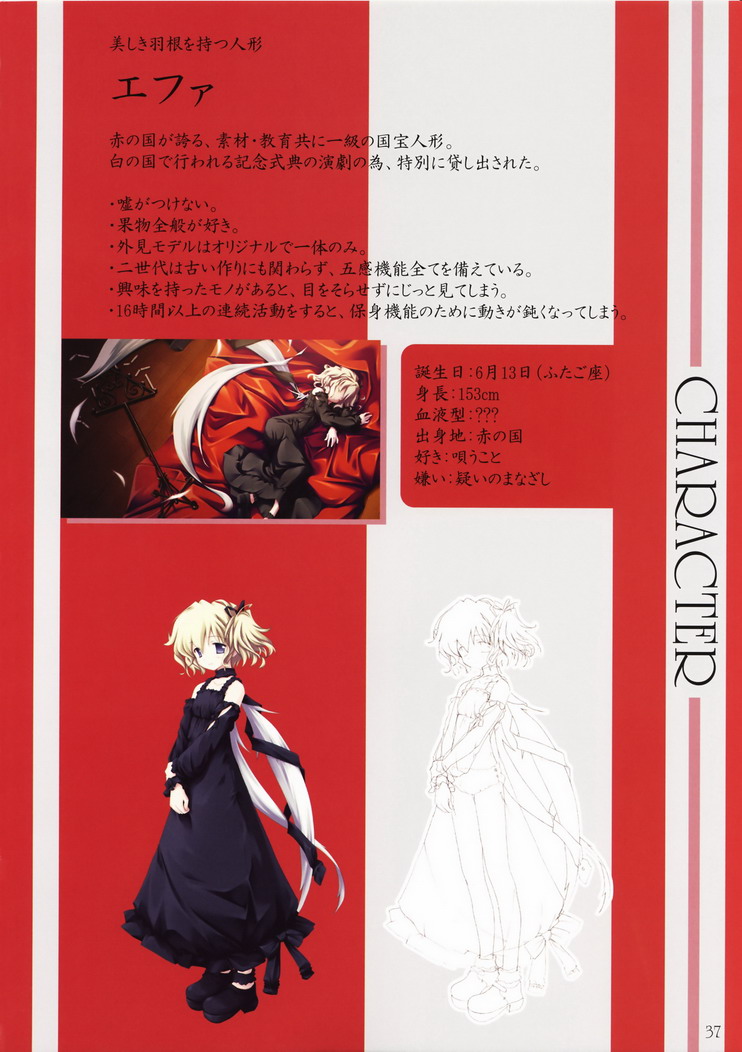 美しき羽根を持つ人形
エファ
赤の国が誇る、素材・教育共に一級の国宝人形。
白の国で行われる記念式典の演劇の為、特別に貸し出された。
・嘘がつけない。
・果物全般が好き。
・外見モデルはオリジナルで一体のみ。
・二世代は古い作りにも関わらず、五感機能全てを備えている。
・興味を持ったモノがあると、目をそらせずにじっと見てしまう。
・16時間以上の連続活動をすると、保身機能のために動きが鈍くなってしまう。
誕生日：6月13日（ふたご座）
身長：153cm
血液型：???
出身地：赤の国
好き：唄うこと
嫌い：疑いのまなざし
CHARACTER
37